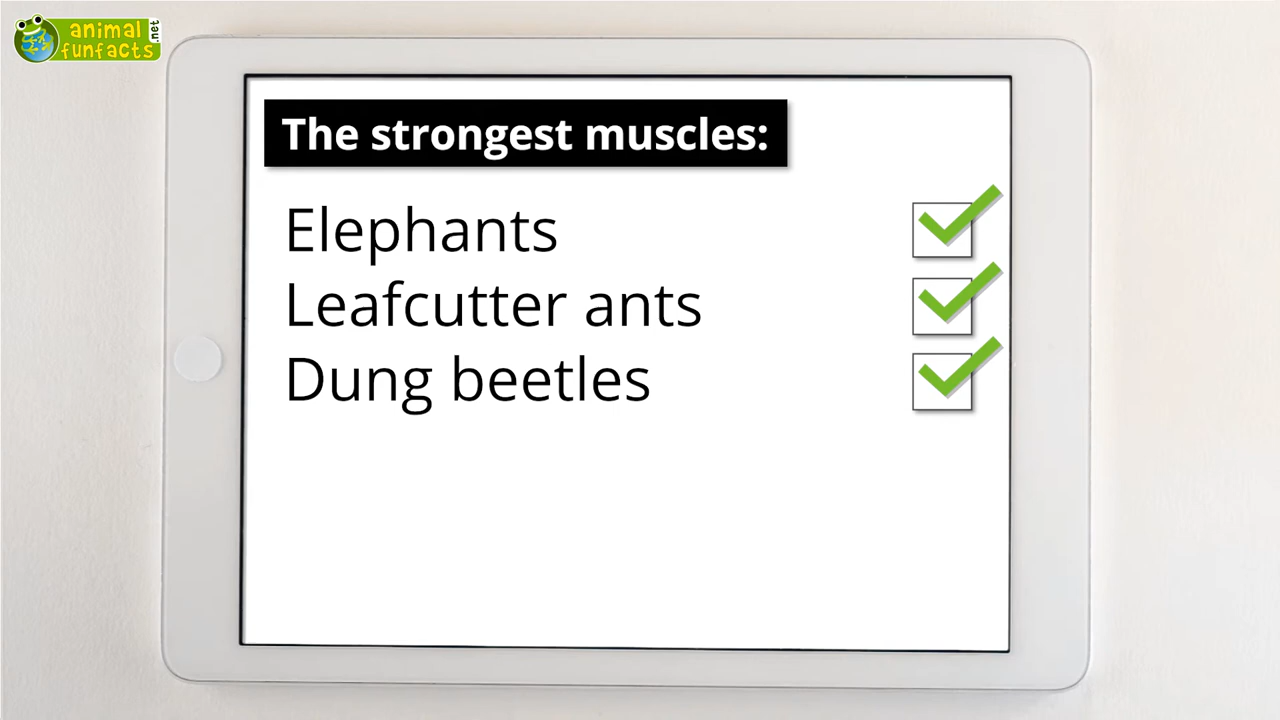 animal
funfacts
.net
The strongest muscles:
Elephants
Leafcutter ants
Dung beetles